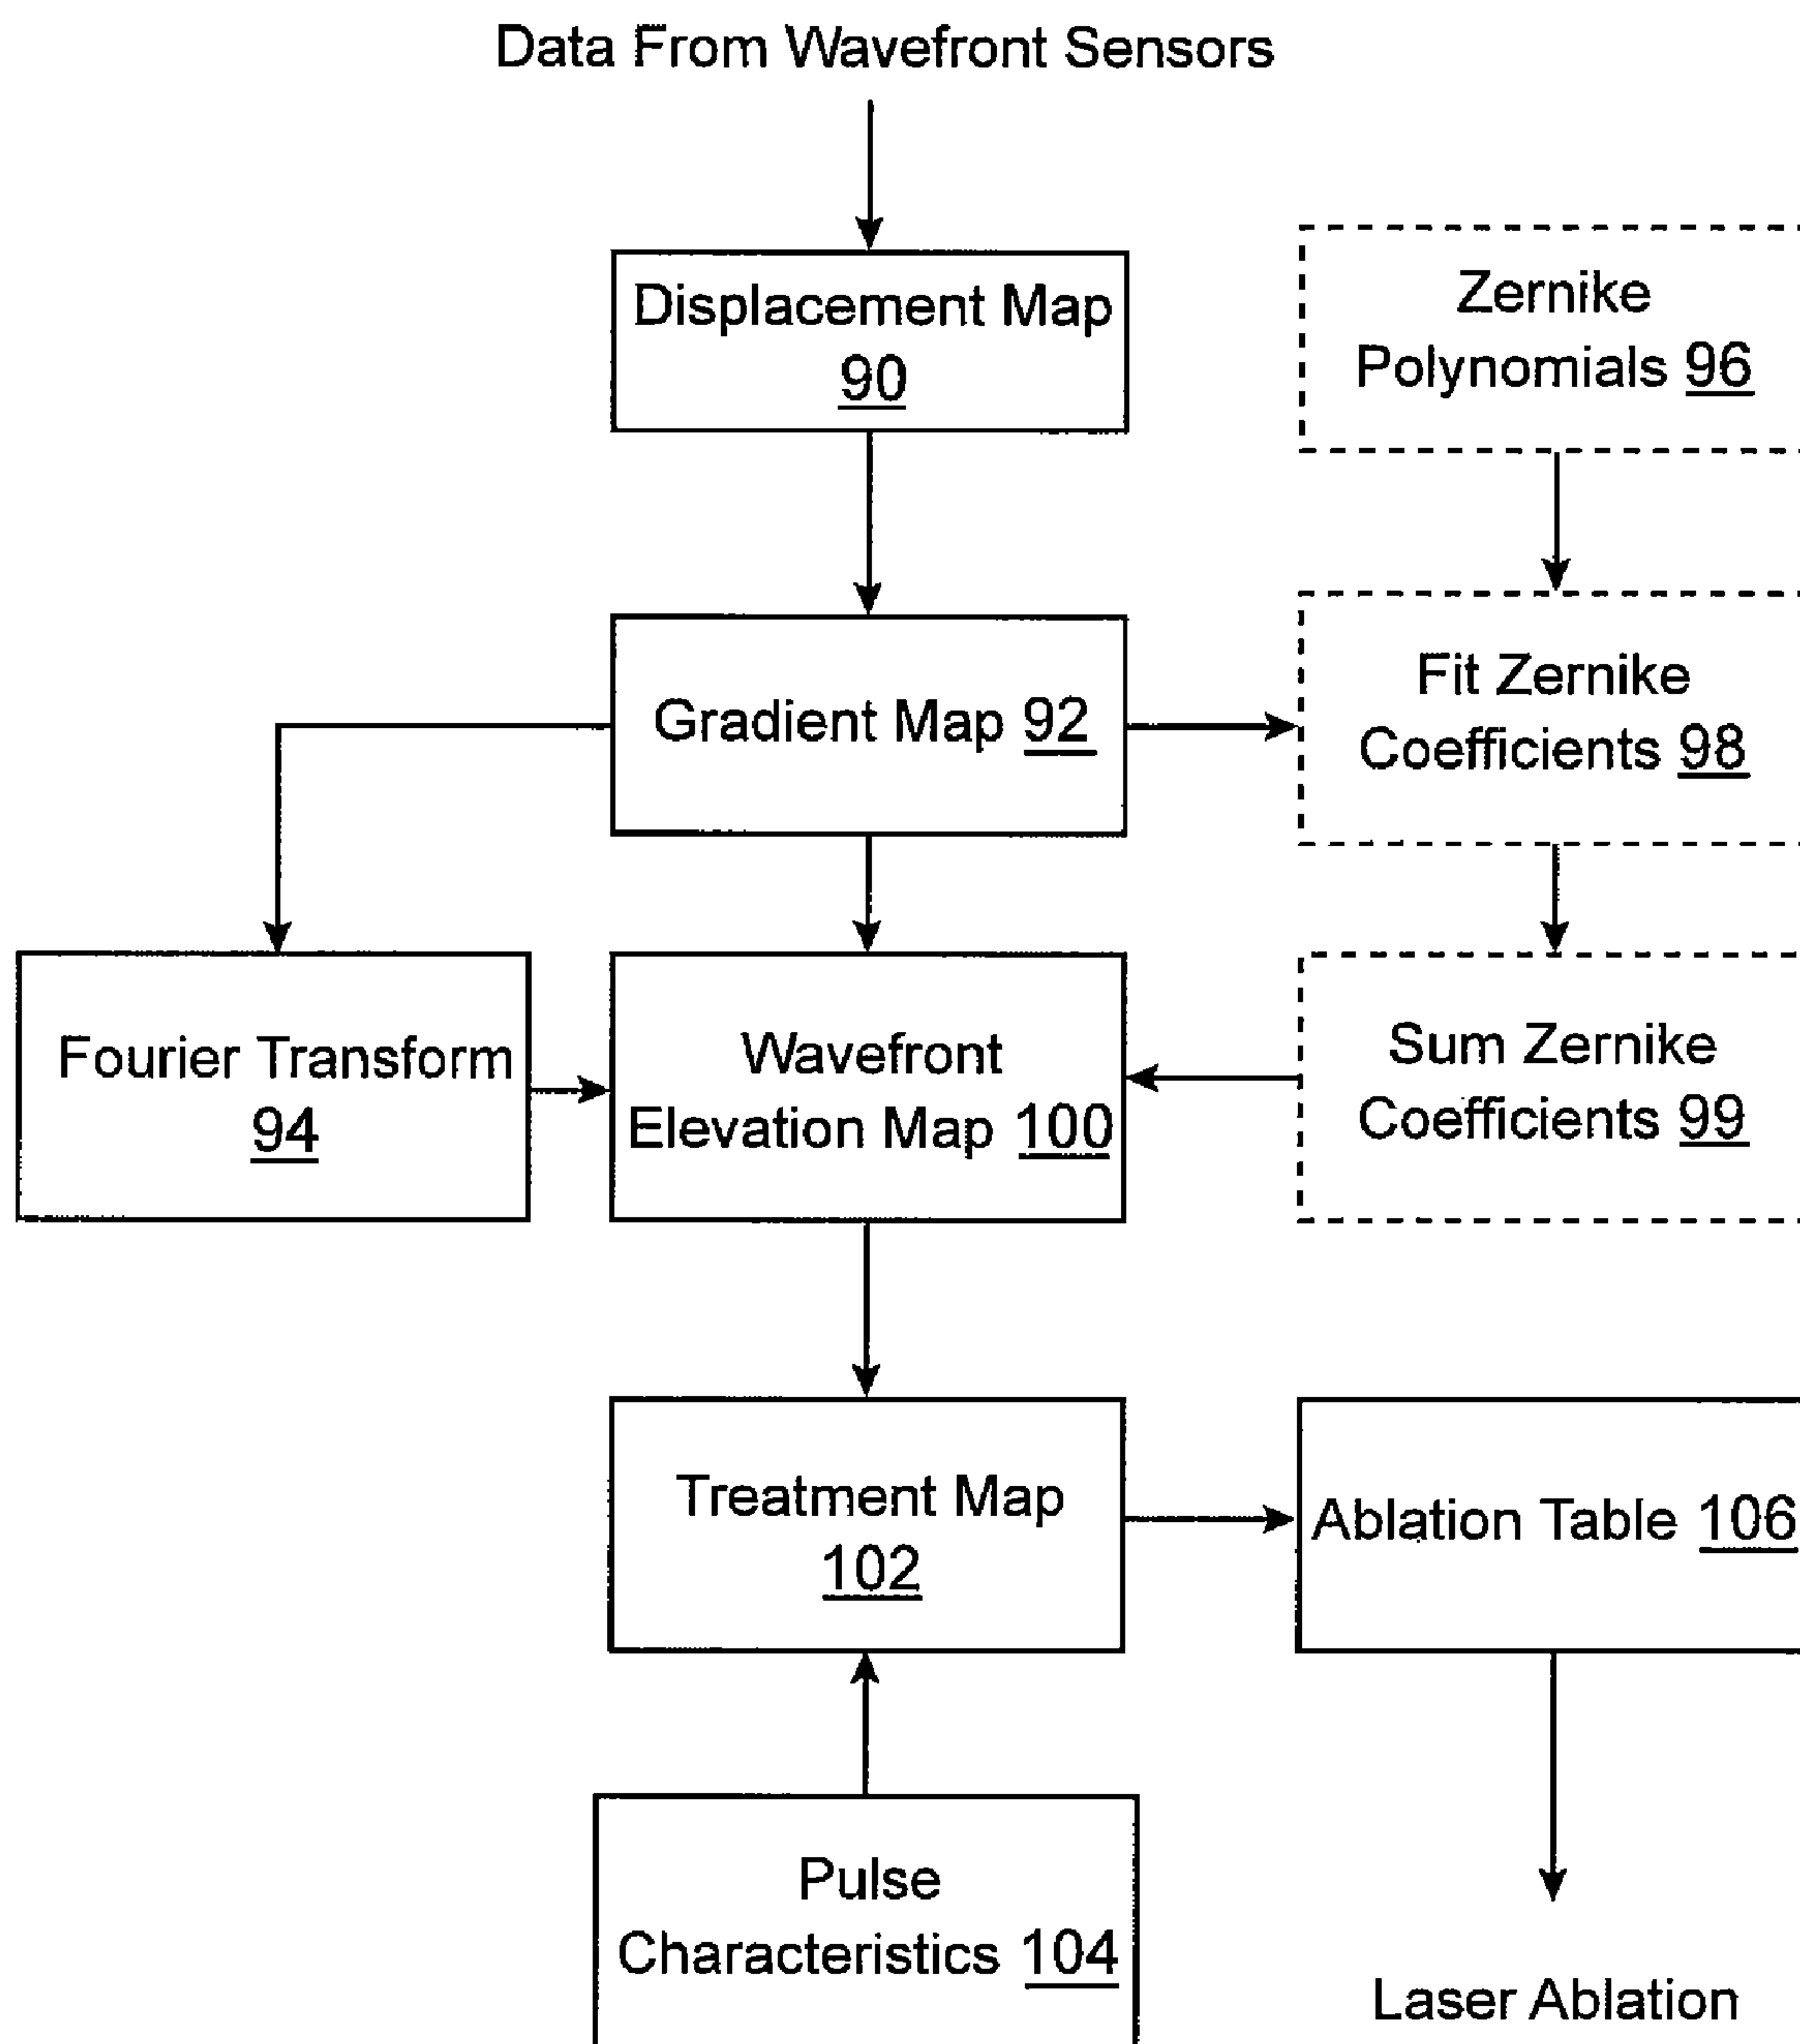 Data From Wavefront Sensors
Displacement Map
90
Zernike
Polynomials 96
Gradient Map 92
Fit Zernike
Coefficients 98
Fourier Transform
94
Wavefront
Elevation Map 100
Sum Zernike
Coefficients 99
Treatment Map
102
Ablation Table 106
Pulse
Characteristics 104
Laser Ablation